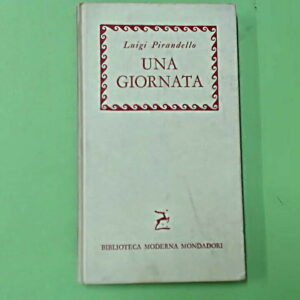 Luigi Pirandello
UNA
GIORNATA
BIBLIOTECA MODERNA MONDADORI